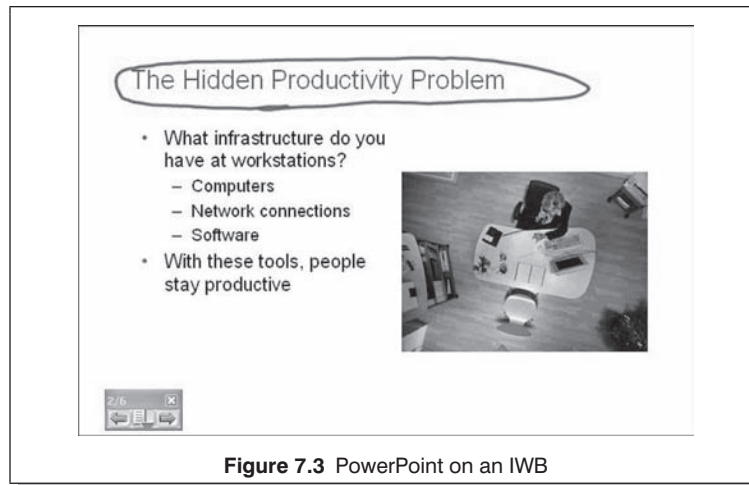 The Hidden Productivity Problem
• What infrastructure do you
have at workstations?
– Computers
– Network connections
– Software
• With these tools, people
stay productive
2/6
Figure 7.3 PowerPoint on an IWB